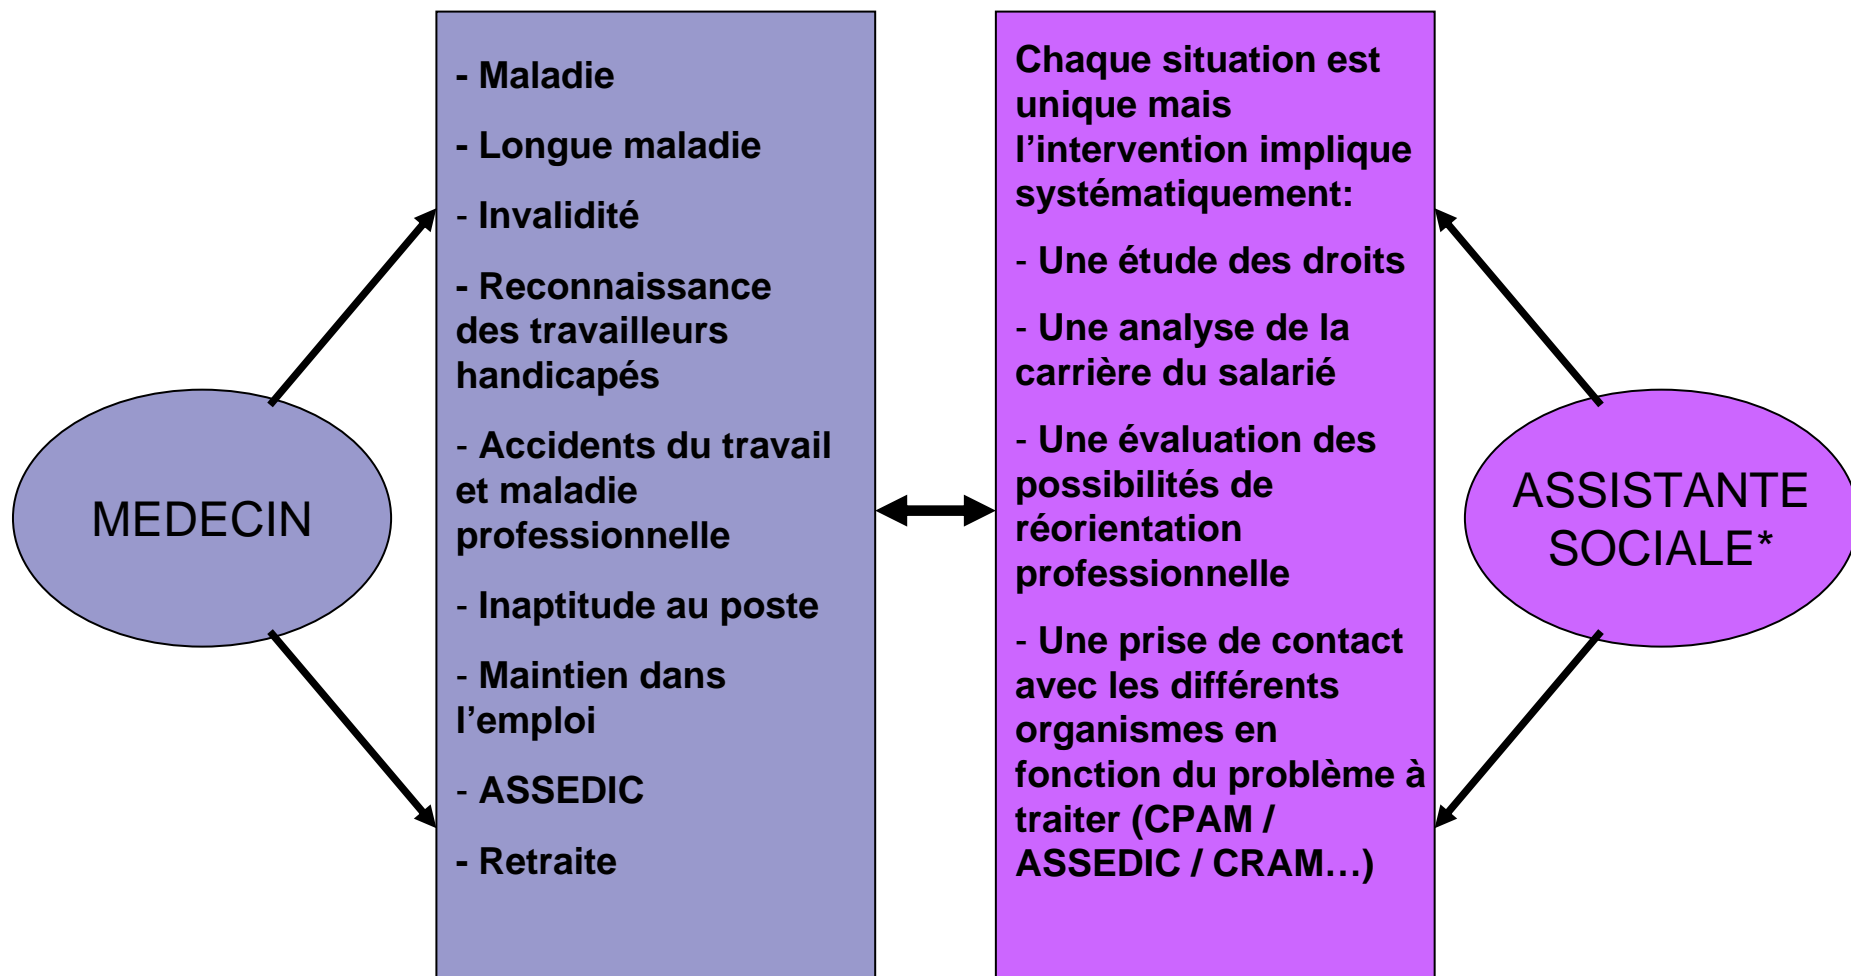 MEDECIN
- Maladie
- Longue maladie
- Invalidité
- Reconnaissance
des travailleurs
handicapés
- Accidents du travail
et maladie
professionnelle
- Inaptitude au poste
- Maintien dans
l’emploi
- ASSEDIC
- Retraite
Chaque situation est
unique mais
l’intervention implique
systématiquement:
- Une étude des droits
- Une analyse de la
carrière du salarié
- Une évaluation des
possibilités de
réorientation
professionnelle
- Une prise de contact
avec les différents
organismes en
fonction du problème à
traiter (CPAM /
ASSEDIC / CRAM…)
ASSISTANTE
SOCIALE*